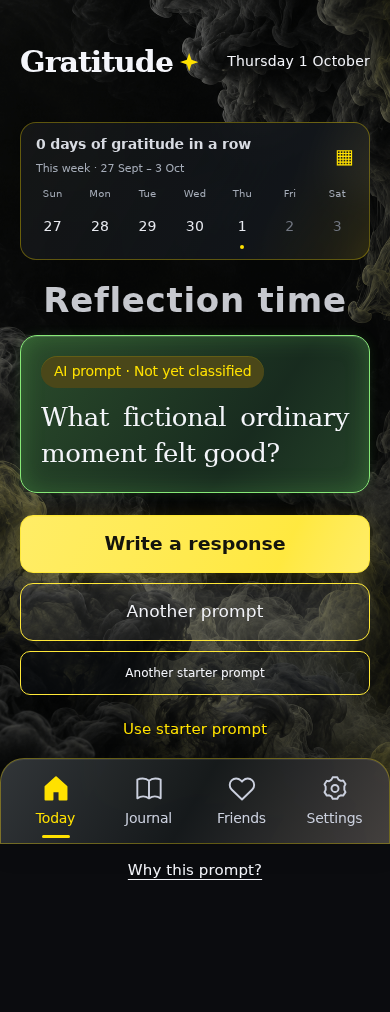 Gratitude
Thursday 1 October
0 days of gratitude in a row
This week · 27 Sept – 3 Oct
Sun Mon Tue Wed Thu Fri Sat
27 28 29 30 1 2 3
Reflection time
AI prompt · Not yet classified
What fictional ordinary
moment felt good?
Write a response
Another prompt
Another starter prompt
Use starter prompt
Today Journal Friends Settings
Why this prompt?